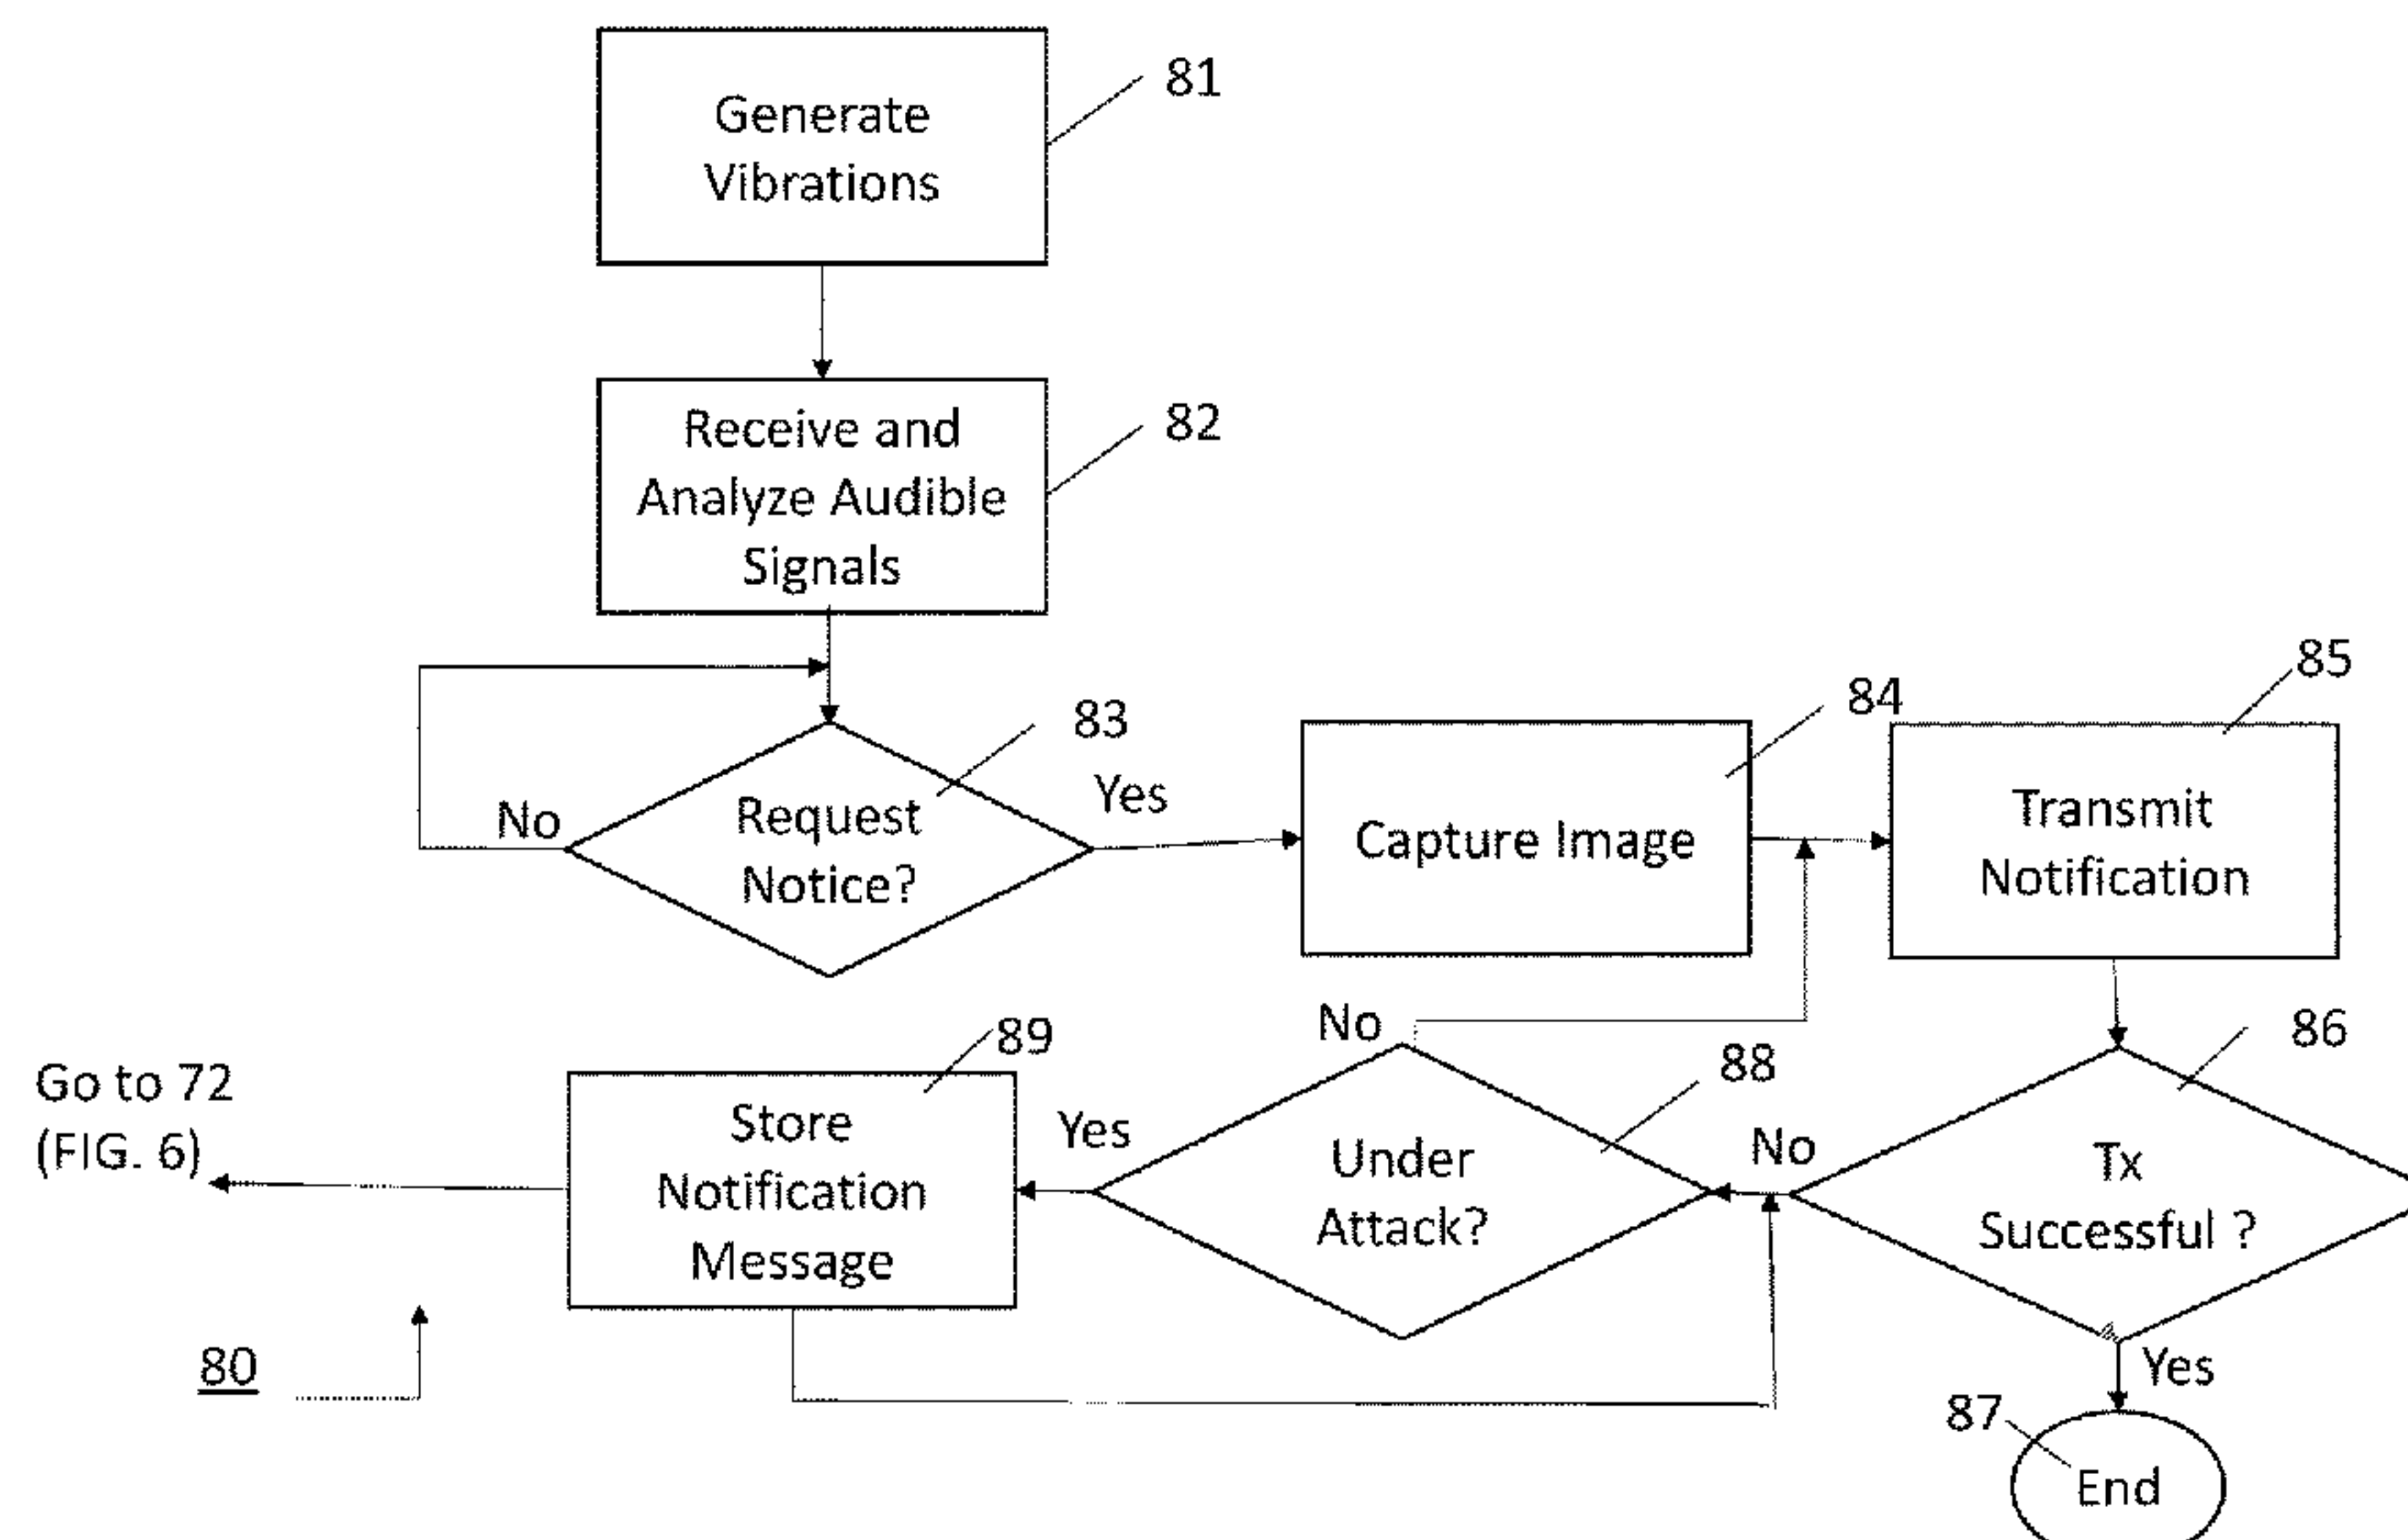 Generate
Vibrations
81
Receive and
Analyze Audible
Signals
82
83
Request
Notice?
No
Yes
84
Capture Image
85
Transmit
Notification
86
Tx
Successful ?
No
Yes
87
End
88
Under
Attack?
No
Yes
89
Store
Notification
Message
Go to 72
(FIG. 6)
80